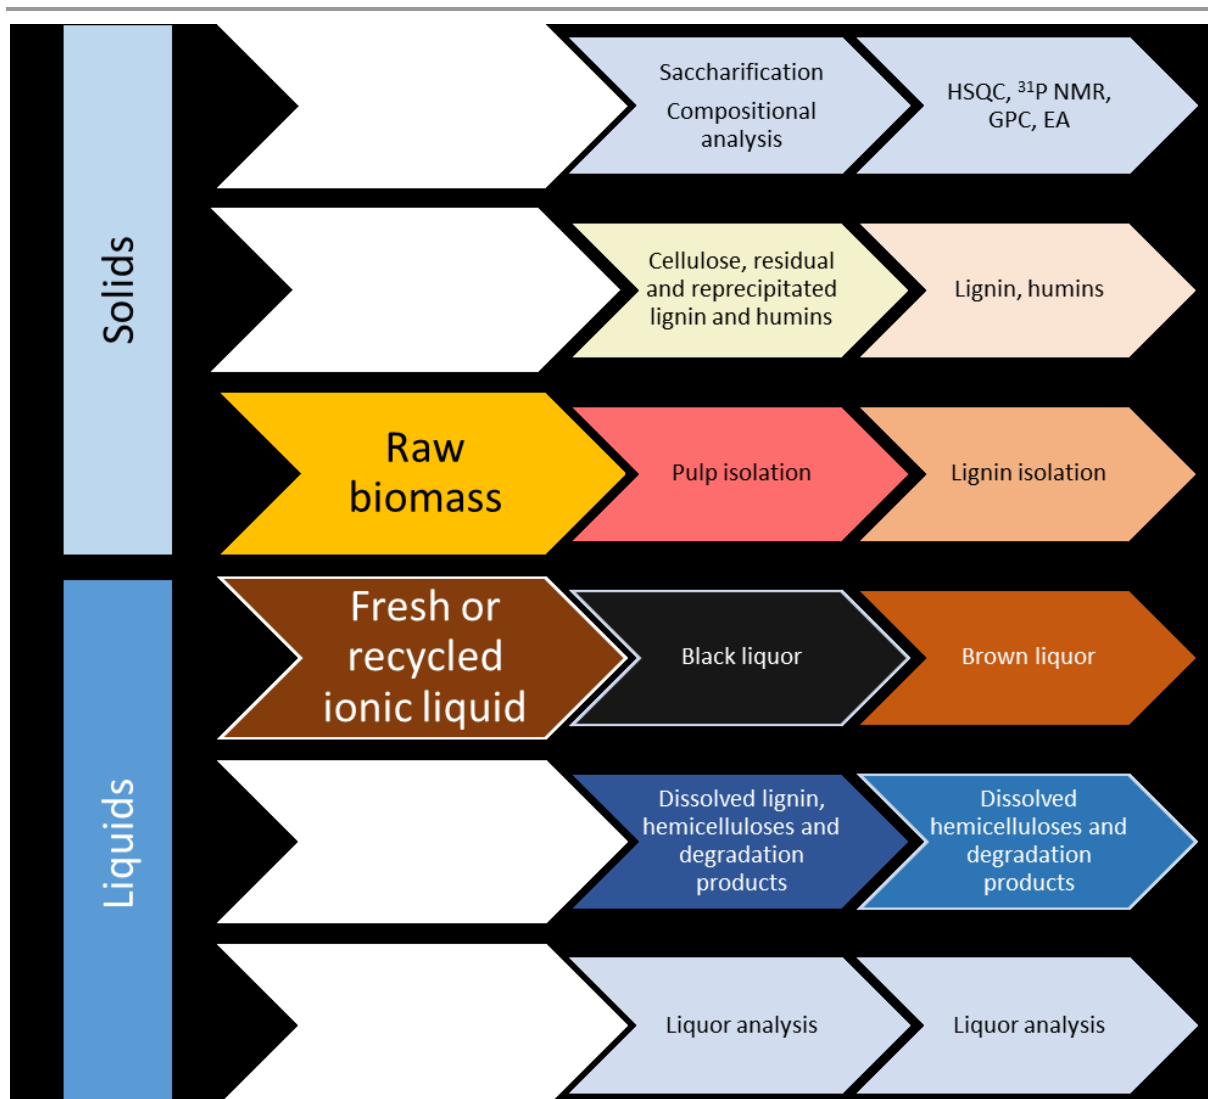 Solids
Saccharification
Compositional
analysis
HSQC, ³¹P NMR,
GPC, EA
Cellulose, residual
and reprecipitated
lignin and humins
Lignin, humins
Raw
biomass
Pulp isolation
Lignin isolation
Liquids
Fresh or
recycled
ionic liquid
Black liquor
Brown liquor
Dissolved lignin,
hemicelluloses and
degradation
products
Dissolved
hemicelluloses and
degradation
products
Liquor analysis
Liquor analysis